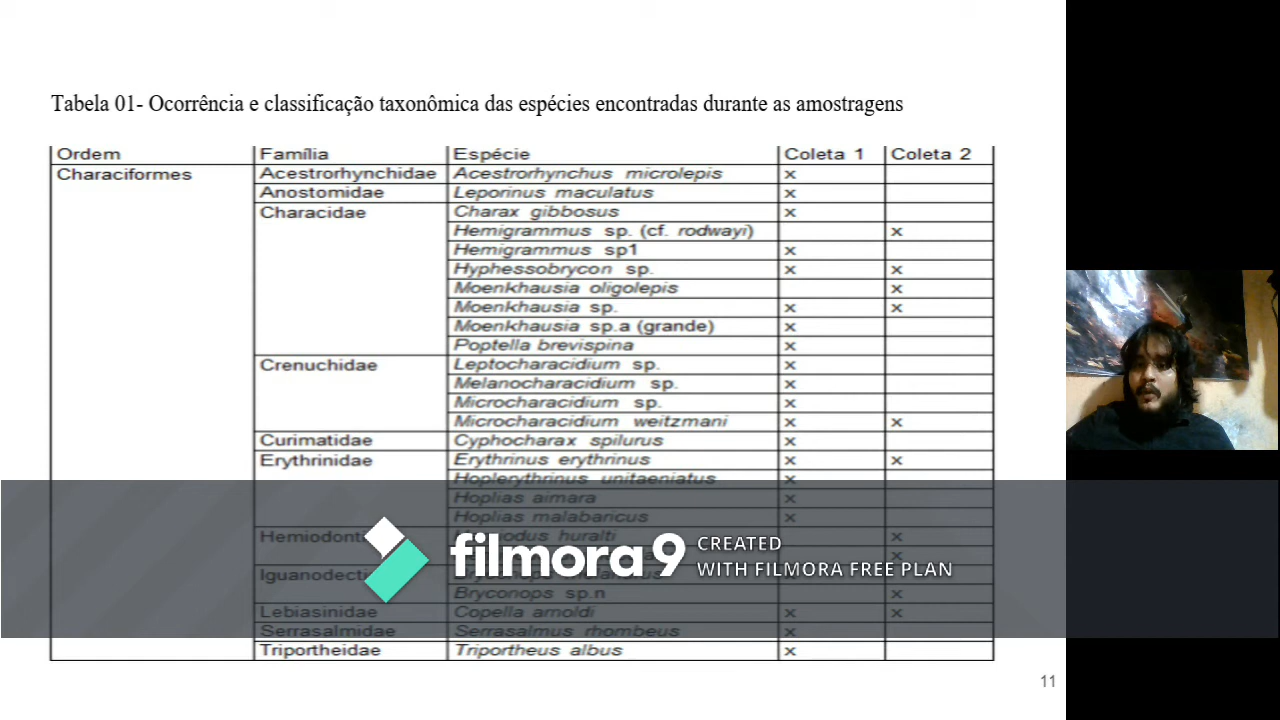 Tabela 01- Ocorrência e classificação taxonômica das espécies encontradas durante as amostragens
Ordem Família Espécie Coleta 1 Coleta 2
Characiformes Acestrorhynchidae Acestrorhynchus microlepis x
Anostomidae Leporinus maculatus x
Characidae Charax gibbosus x
Hemigrammus sp. (cf. rodwayi) x
Hemigrammus sp1 x
Hyphessobrycon sp. x x
Moenkhausia oligolepis x
Moenkhausia sp. x x
Moenkhausia sp.a (grande) x
Poptella brevispina x
Crenuchidae Leptocharacidium sp. x
Melanocharacidium sp. x
Microcharacidium sp. x
Microcharacidium weitzmani x x
Curimatidae Cyphocharax spilurus x
Erythrinidae Erythrinus erythrinus x x
Hoplerythrinus unitaeniatus x
Hoplias aimara x
Hoplias malabaricus x
huralti x
x
Bryconops
Bryconops sp.n x
Lebiasinidae Copella arnoldi x x
Serrasalmidae Serrasalmus rhombeus x
Triportheidae Triportheus albus x
filmora9 CREATED
WITH FILMORA FREE PLAN
11